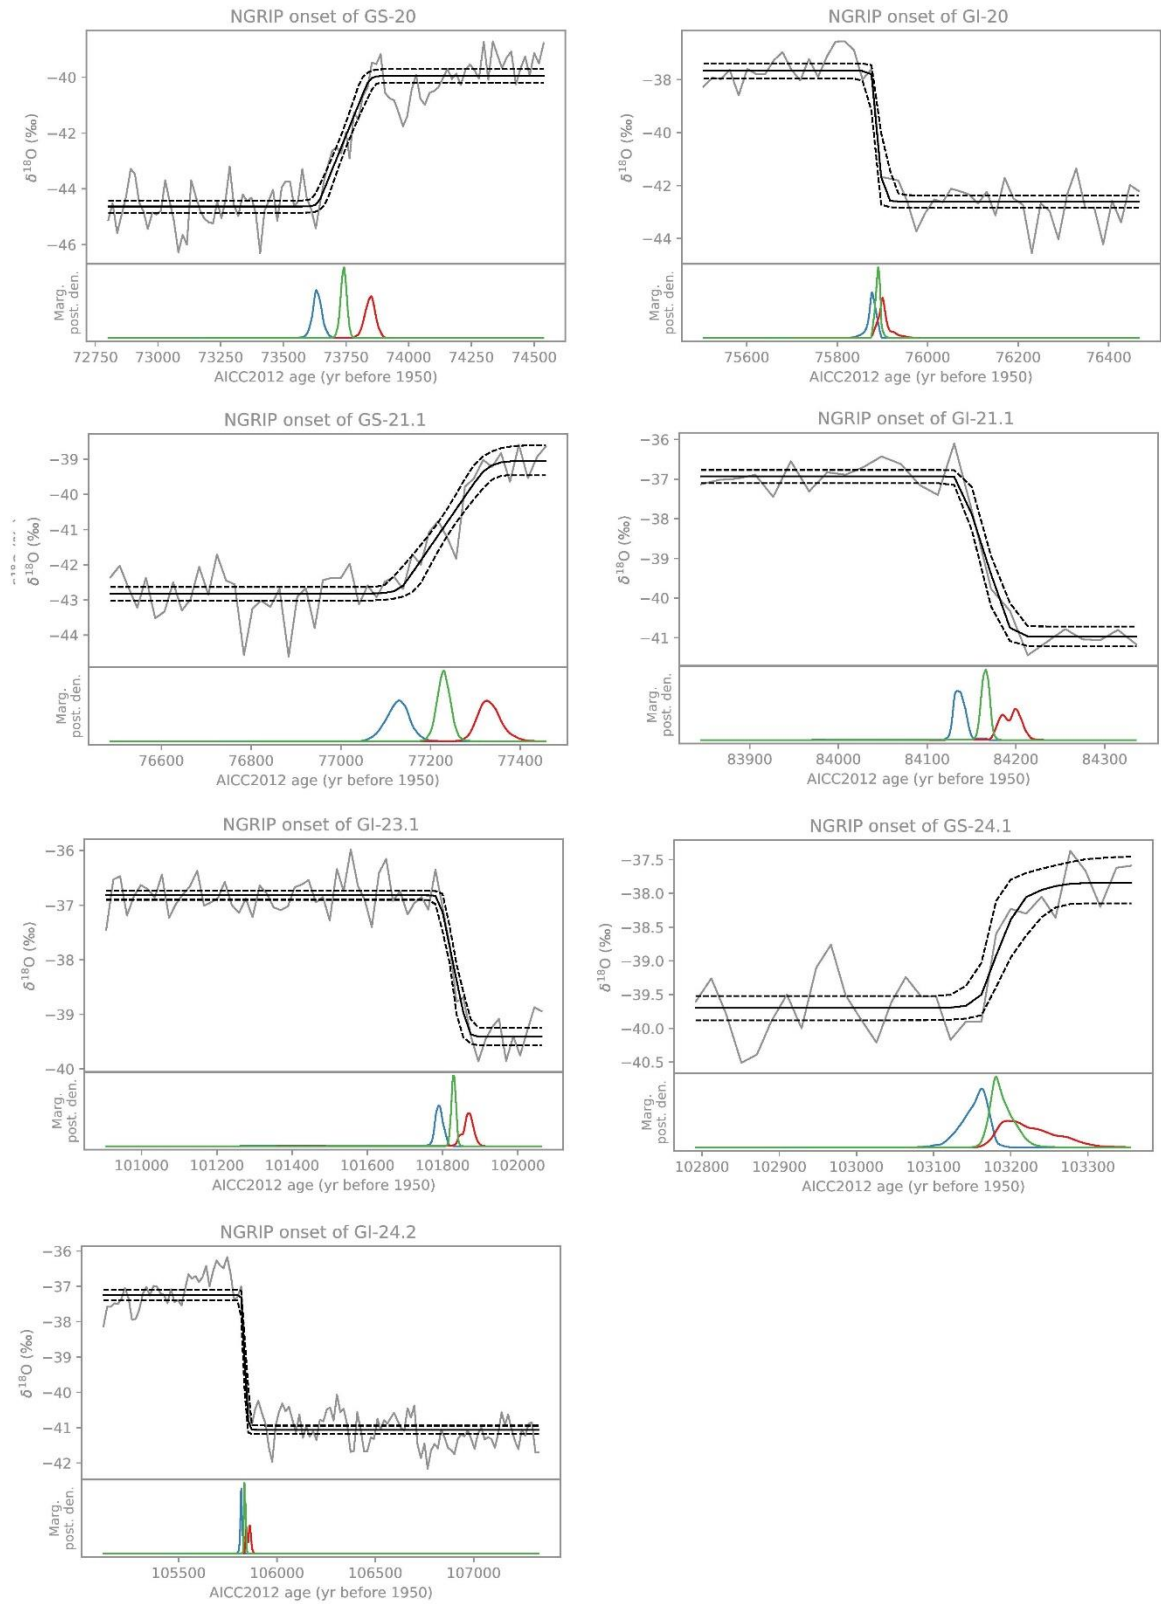 NGRIP onset of GS-20
−40
−42
−44
−46
δ¹⁸O (‰)
Marg.
post. den.
72750 73000 73250 73500 73750 74000 74250 74500
AICC2012 age (yr before 1950)
NGRIP onset of GI-20
−38
−40
−42
−44
δ¹⁸O (‰)
Marg.
post. den.
75600 75800 76000 76200 76400
AICC2012 age (yr before 1950)
NGRIP onset of GS-21.1
−39
−40
−41
−42
−43
−44
δ¹⁸O (‰)
Marg.
post. den.
76600 76800 77000 77200 77400
AICC2012 age (yr before 1950)
NGRIP onset of GI-21.1
−36
−37
−38
−39
−40
−41
δ¹⁸O (‰)
Marg.
post. den.
83900 84000 84100 84200 84300
AICC2012 age (yr before 1950)
NGRIP onset of GI-23.1
−36
−37
−38
−39
−40
δ¹⁸O (‰)
Marg.
post. den.
101000 101200 101400 101600 101800 102000
AICC2012 age (yr before 1950)
NGRIP onset of GS-24.1
−37.5
−38.0
−38.5
−39.0
−39.5
−40.0
−40.5
δ¹⁸O (‰)
Marg.
post. den.
102800 102900 103000 103100 103200 103300
AICC2012 age (yr before 1950)
NGRIP onset of GI-24.2
−36
−37
−38
−39
−40
−41
−42
δ¹⁸O (‰)
Marg.
post. den.
105500 106000 106500 107000
AICC2012 age (yr before 1950)